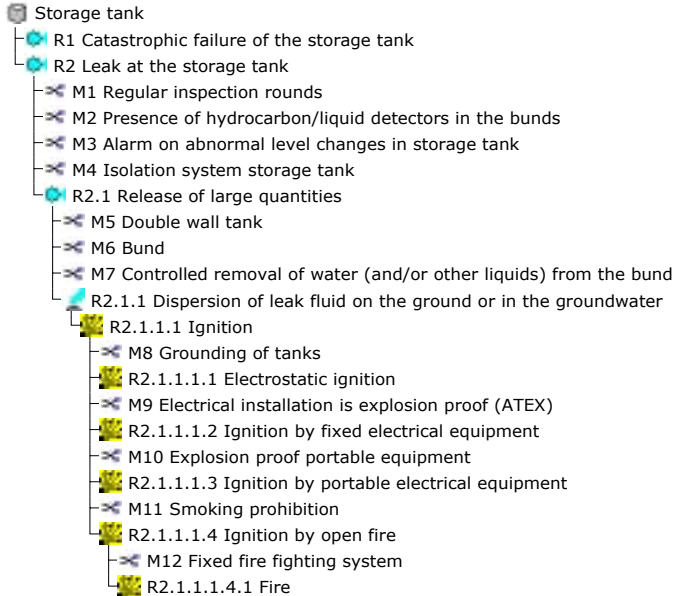 Storage tank
R1 Catastrophic failure of the storage tank
R2 Leak at the storage tank
M1 Regular inspection rounds
M2 Presence of hydrocarbon/liquid detectors in the bunds
M3 Alarm on abnormal level changes in storage tank
M4 Isolation system storage tank
R2.1 Release of large quantities
M5 Double wall tank
M6 Bund
M7 Controlled removal of water (and/or other liquids) from the bund
R2.1.1 Dispersion of leak fluid on the ground or in the groundwater
R2.1.1.1 Ignition
M8 Grounding of tanks
R2.1.1.1.1 Electrostatic ignition
M9 Electrical installation is explosion proof (ATEX)
R2.1.1.1.2 Ignition by fixed electrical equipment
M10 Explosion proof portable equipment
R2.1.1.1.3 Ignition by portable electrical equipment
M11 Smoking prohibition
R2.1.1.1.4 Ignition by open fire
M12 Fixed fire fighting system
R2.1.1.1.4.1 Fire